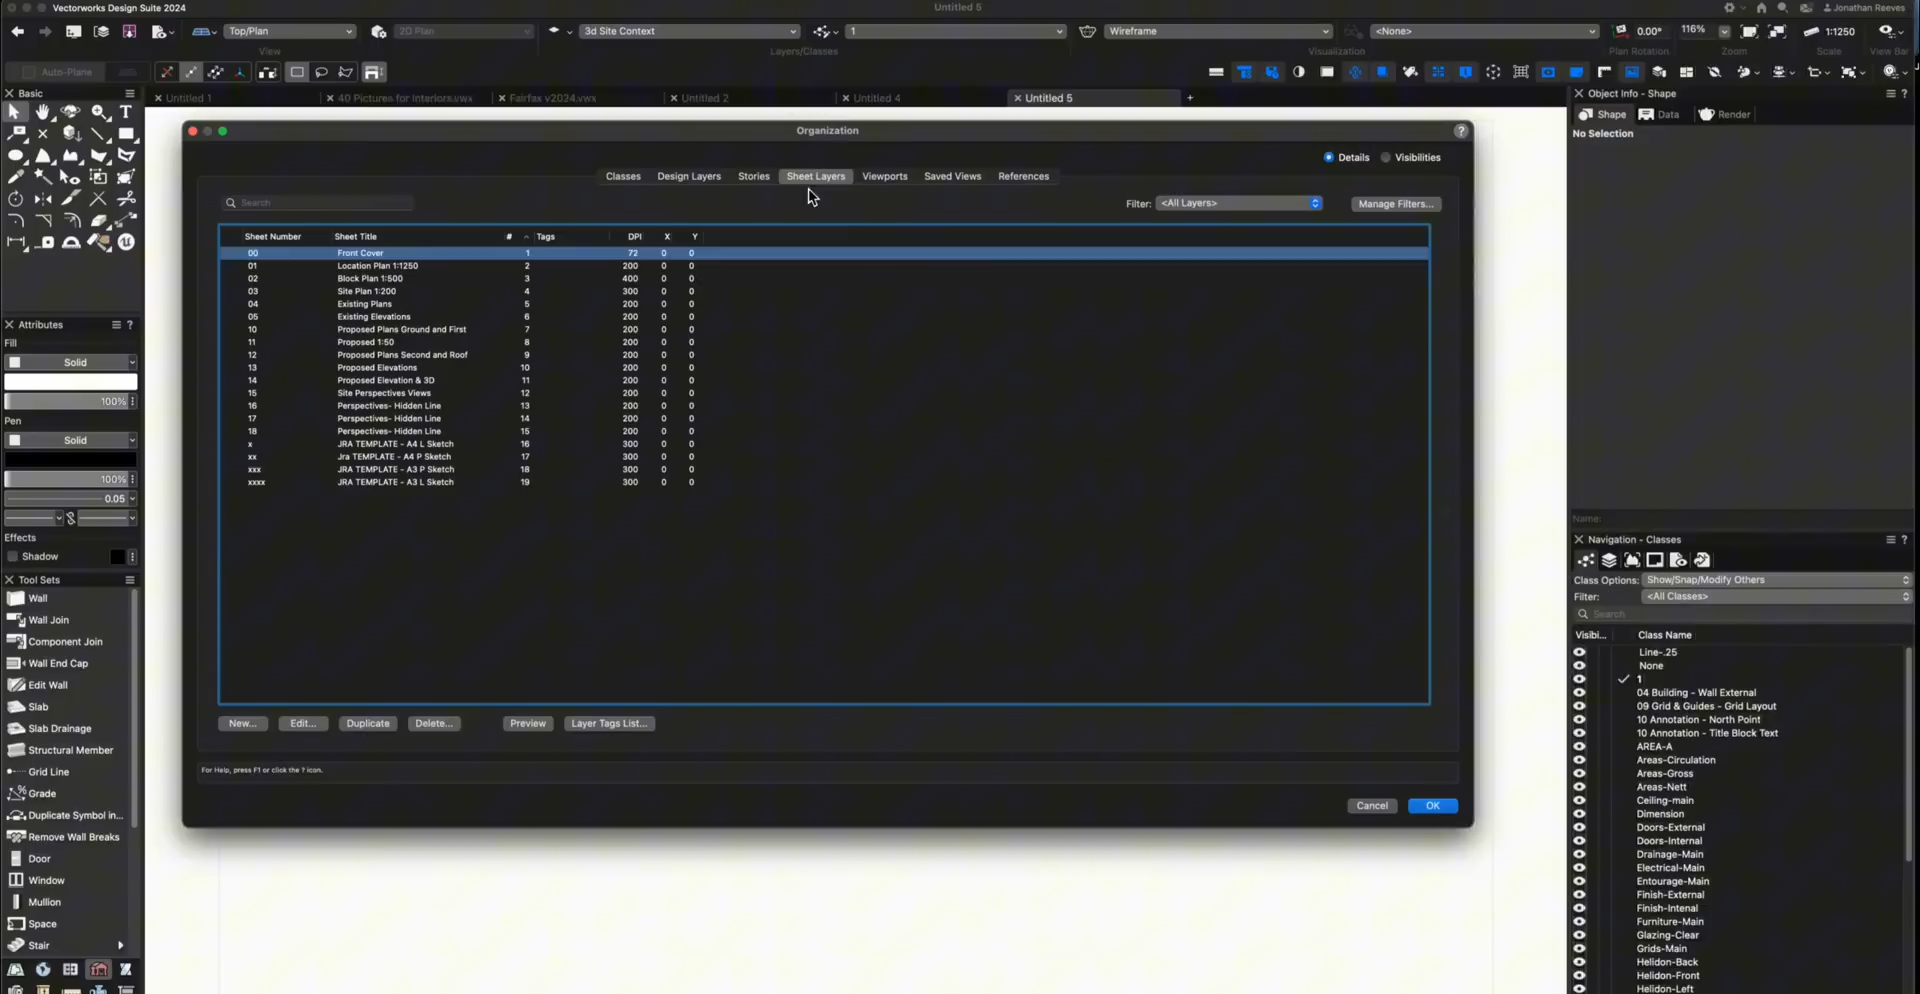 Vectorworks Design Suite 2024
Untitled 5
Jonathan Reeves
Top/Plan
2D Plan
3d Site Context
1
Wireframe
<None>
0.00°
116%
1:1250
View
Layers/Classes
Visualization
Plan Rotation
Zoom
Scale
View Bar
Auto-Plane
Basic
Untitled 1
40 Pictures for Interiors.vwx
Fairfax v2024.vwx
Untitled 2
Untitled 4
Untitled 5
Object Info - Shape
Shape
Data
Render
No Selection
Organization
Details
Visibilities
Classes
Design Layers
Stories
Sheet Layers
Viewports
Saved Views
References
Search
Filter:
<All Layers>
Manage Filters...
Sheet Number Sheet Title # Tags DPI X Y
00 Front Cover 1 72 0 0
01 Location Plan 1:1250 2 200 0 0
02 Block Plan 1:500 3 400 0 0
03 Site Plan 1:200 4 300 0 0
04 Existing Plans 5 200 0 0
05 Existing Elevations 6 200 0 0
10 Proposed Plans Ground and First 7 200 0 0
11 Proposed 1:50 8 200 0 0
12 Proposed Plans Second and Roof 9 200 0 0
13 Proposed Elevations 10 200 0 0
14 Proposed Elevation & 3D 11 200 0 0
15 Site Perspectives Views 12 200 0 0
16 Perspectives- Hidden Line 13 200 0 0
17 Perspectives- Hidden Line 14 200 0 0
18 Perspectives- Hidden Line 15 200 0 0
x JRA TEMPLATE - A4 L Sketch 16 300 0 0
xx Jra TEMPLATE - A4 P Sketch 17 300 0 0
xxx JRA TEMPLATE - A3 P Sketch 18 300 0 0
xxxx JRA TEMPLATE - A3 L Sketch 19 300 0 0
New...
Edit...
Duplicate
Delete...
Preview
Layer Tags List...
For Help, press F1 or click the ? icon.
Cancel
OK
Attributes
Fill
Solid
100%
Pen
Solid
100%
0.05
Effects
Shadow
Tool Sets
Wall
Wall Join
Component Join
Wall End Cap
Edit Wall
Slab
Slab Drainage
Structural Member
Grid Line
Grade
Duplicate Symbol in...
Remove Wall Breaks
Door
Window
Mullion
Space
Stair
Name:
Navigation - Classes
Class Options: Show/Snap/Modify Others
Filter: <All Classes>
Search
Visibi... Class Name
Line-.25
None
1
04 Building - Wall External
09 Grid & Guides - Grid Layout
10 Annotation - North Point
10 Annotation - Title Block Text
AREA-A
Areas-Circulation
Areas-Gross
Areas-Nett
Ceiling-main
Dimension
Doors-External
Doors-Internal
Drainage-Main
Electrical-Main
Entourage-Main
Finish-External
Finish-Intenal
Furniture-Main
Glazing-Clear
Grids-Main
Helidon-Back
Helidon-Front
Helidon-Left